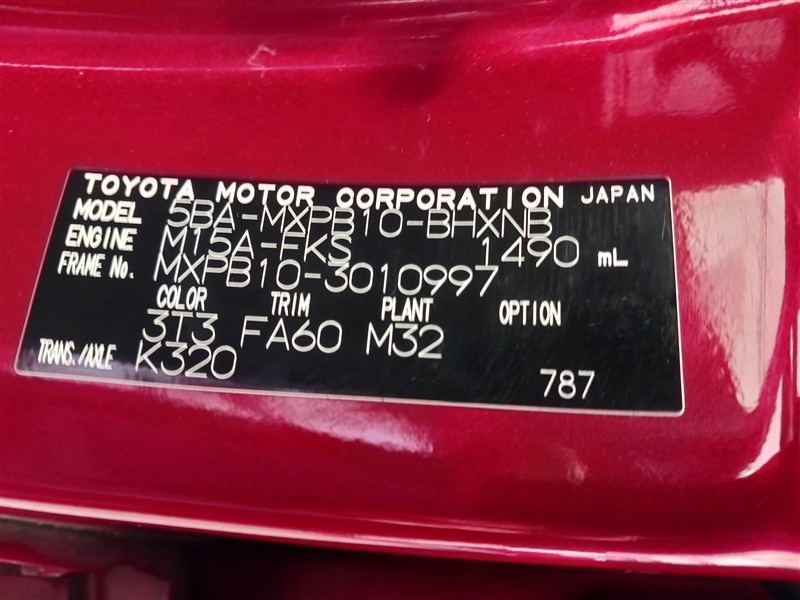 TOYOTA MOTOR CORPORATION JAPAN
MODEL 5BA-MXPB10-BHXNB
ENGINE M15A-FKS 1490 mL
FRAME No. MXPB10-3010997
COLOR TRIM PLANT OPTION
3T3 FA60 M32
TRANS./AXLE K320
787